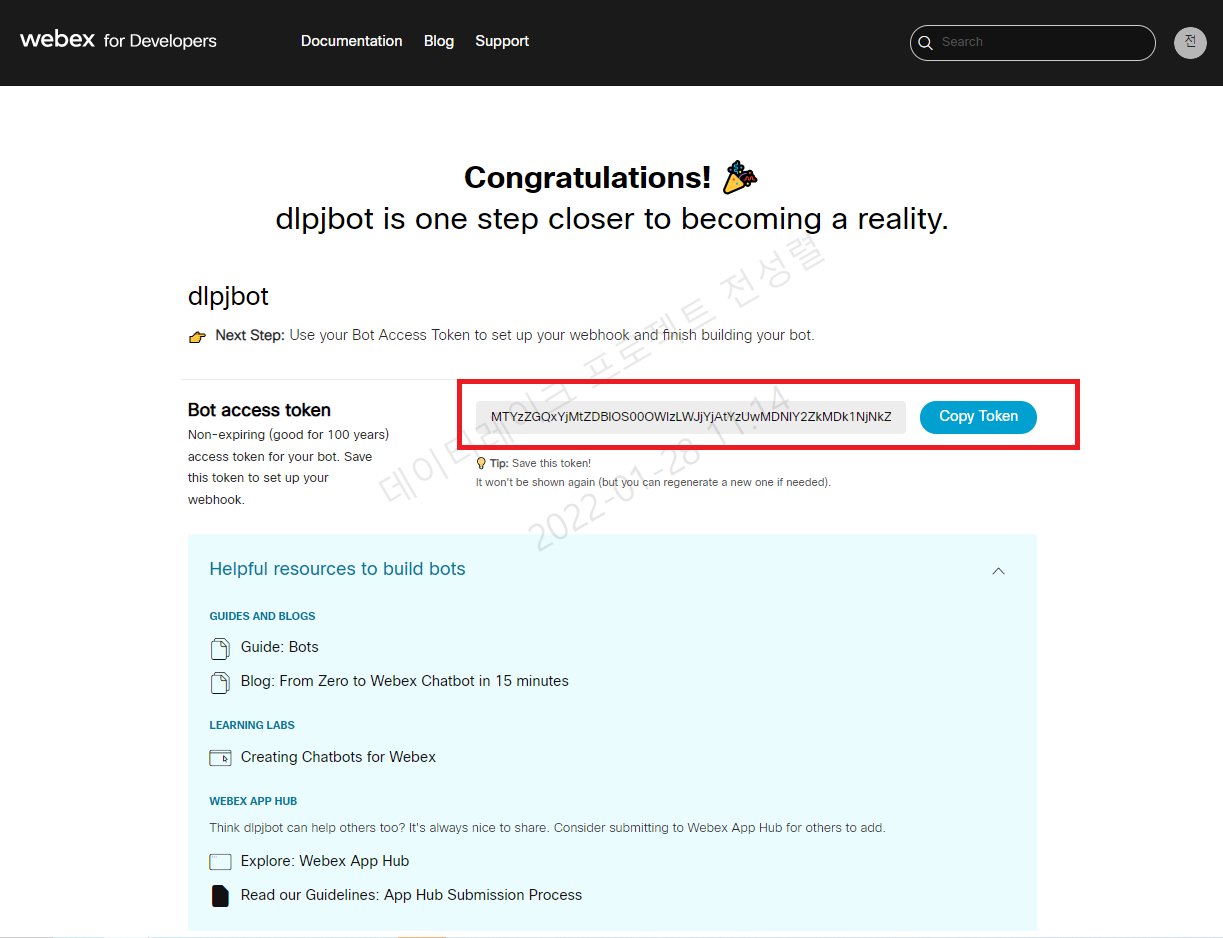 webex for Developers
Documentation
Blog
Support
Search
전
Congratulations!
dlpjbot is one step closer to becoming a reality.
dlpjbot
Next Step: Use your Bot Access Token to set up your webhook and finish building your bot.
Bot access token
Non-expiring (good for 100 years)
access token for your bot. Save
this token to set up your
webhook.
Copy Token
Tip: Save this token!
It won't be shown again (but you can regenerate a new one if needed).
데이터레이크 프로젝트 전성렬
2022-01-28 11:14
Helpful resources to build bots
GUIDES AND BLOGS
Guide: Bots
Blog: From Zero to Webex Chatbot in 15 minutes
LEARNING LABS
Creating Chatbots for Webex
WEBEX APP HUB
Think dlpjbot can help others too? It's always nice to share. Consider submitting to Webex App Hub for others to add.
Explore: Webex App Hub
Read our Guidelines: App Hub Submission Process